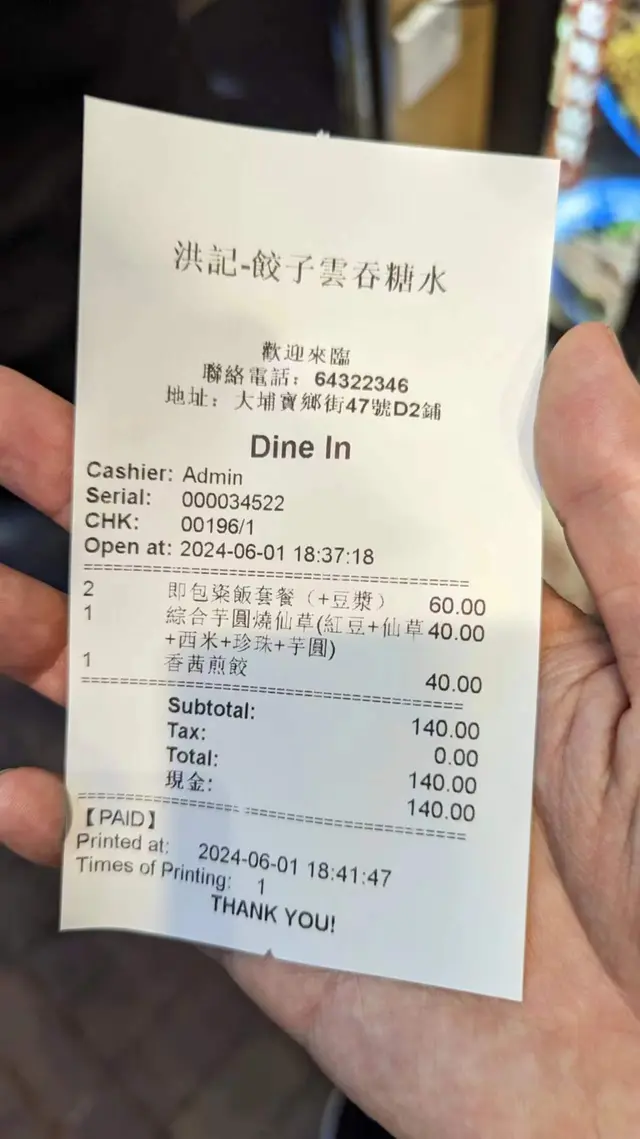 洪記-餃子雲吞糖水
歡迎來臨
聯絡電話：64322346
地址：大埔寶鄉街47號D2鋪
Dine In
Cashier: Admin
Serial: 000034522
CHK: 00196/1
Open at: 2024-06-01 18:37:18
2 即包粢飯套餐（+豆漿） 60.00
1 綜合芋圓燒仙草(紅豆+仙草 40.00
+西米+珍珠+芋圓)
1 香茜煎餃 40.00
Subtotal: 140.00
Tax: 0.00
Total: 140.00
現金: 140.00
【PAID】
Printed at: 2024-06-01 18:41:47
Times of Printing: 1
THANK YOU!